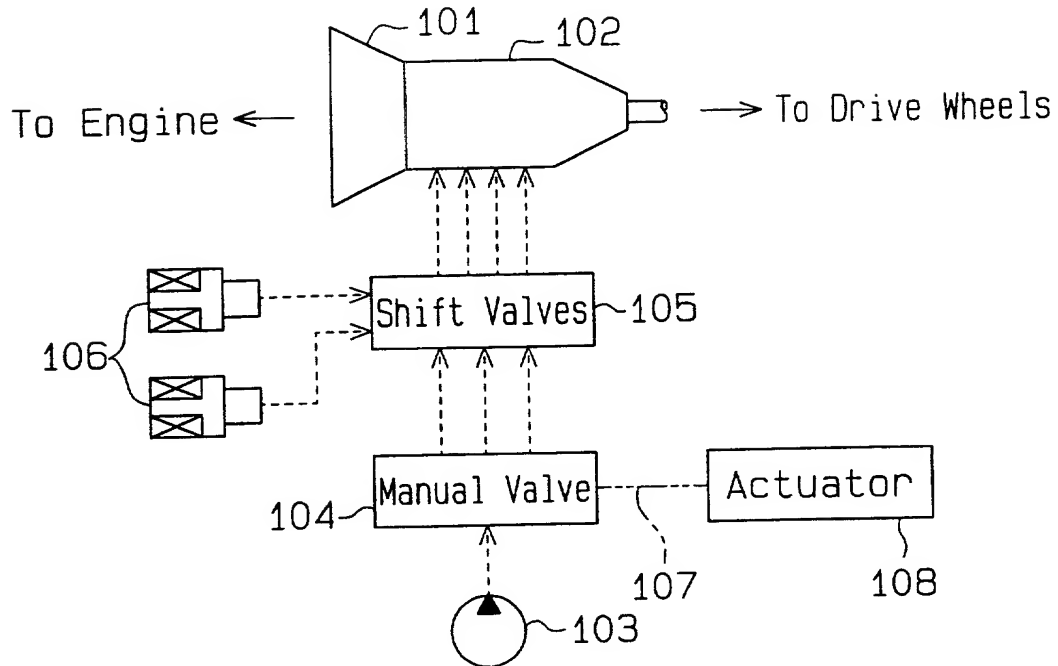 101
102
To Engine
To Drive Wheels
Shift Valves
105
106
Manual Valve
Actuator
104
107
108
103